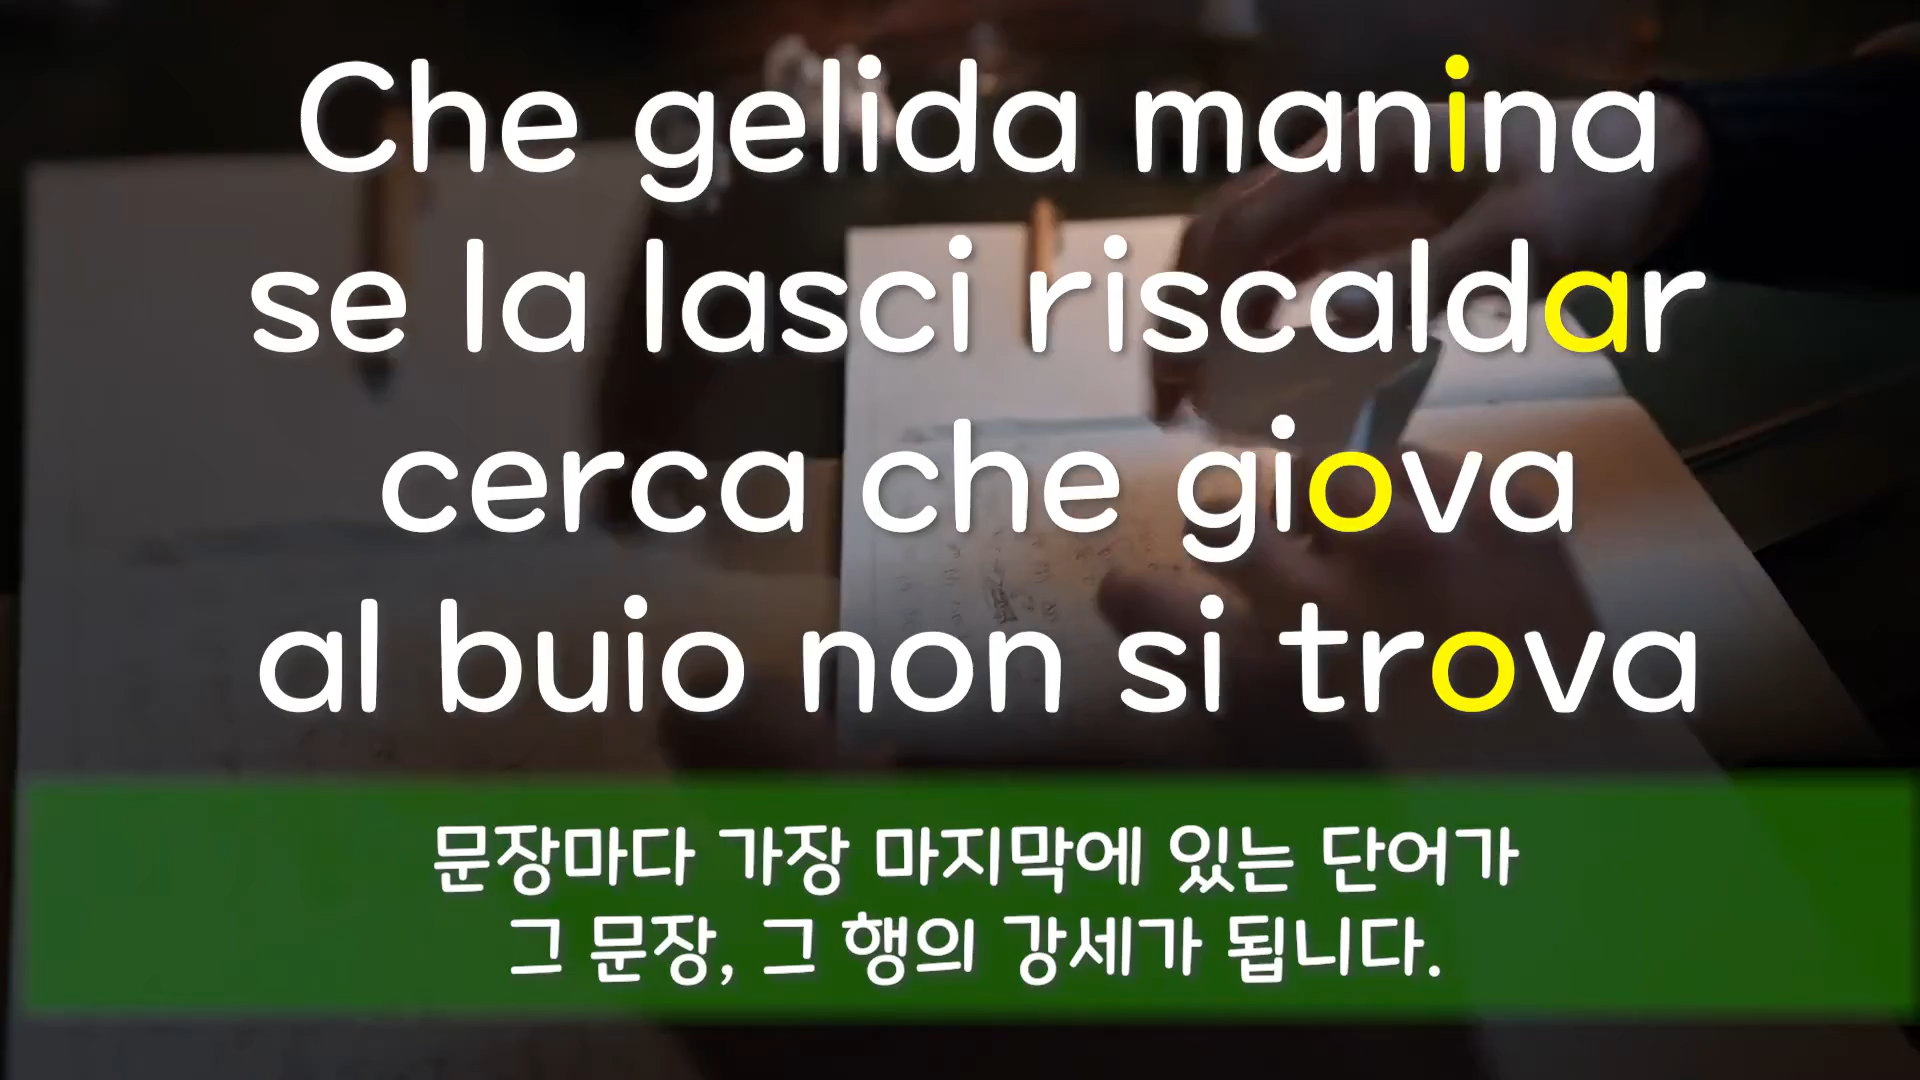 Che gelida manina
se la lasci riscaldar
cerca che giova
al buio non si trova
문장마다 가장 마지막에 있는 단어가
그 문장, 그 행의 강세가 됩니다.